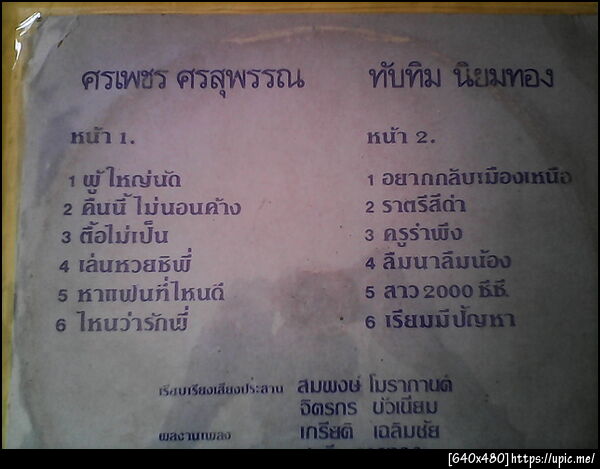 ศรเพชร ศรสุพรรณ
หน้า 1.
1 ผู้ใหญ่นัด
2 คืนนี้ไม่นอนค้าง
3 ตื้อไม่เป็น
4 เล่นหวยซิพี่
5 หาแฟนที่ไหนดี
6 ไหนว่ารักพี่
ทับทิม นิยมทอง
หน้า 2.
1 อยากกลับเมืองเหนือ
2 ราตรีสีดำ
3 ครูรำพึง
4 ลืมนาลืมน้อง
5 สาว 2000 ซีซี.
6 เรียมมีปัญหา
เรียบเรียงเสียงประสาน สมพงษ์ โมรากานต์
จิตรกร บัวเนียม
ผลงานเพลง เกรียติ เฉลิมชัย
[640x480]https://upic.me/